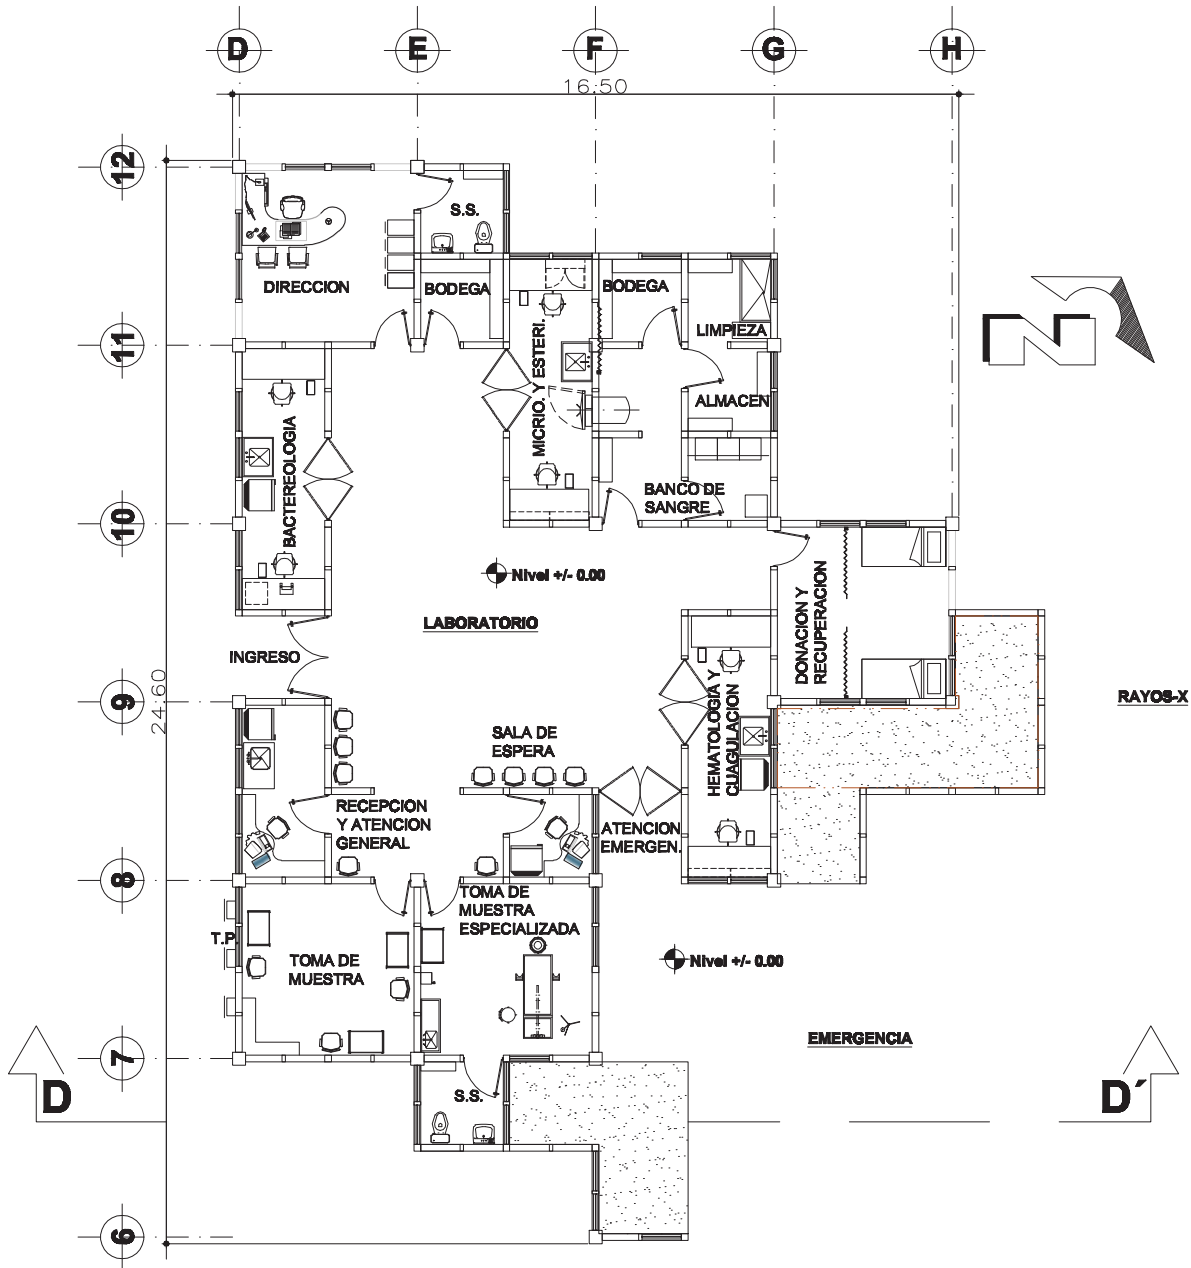 D E F G H
16.50
12
S.S.
DIRECCION
BODEGA
BODEGA
LIMPIEZA
11
N
MICRIO. Y ESTERI.
ALMACEN
BACTEREOLOGIA
BANCO DE
SANGRE
10
Nivel +/- 0.00
DONACION Y
RECUPERACION
LABORATORIO
INGRESO
24.60
9
RAYOS-X
HEMATOLOGIA Y
CUAGULACION
SALA DE
ESPERA
RECEPCION
Y ATENCION
GENERAL
ATENCION
EMERGEN.
8
TOMA DE
MUESTRA
ESPECIALIZADA
T.P.
TOMA DE
MUESTRA
Nivel +/- 0.00
EMERGENCIA
7
D
S.S.
D´
6